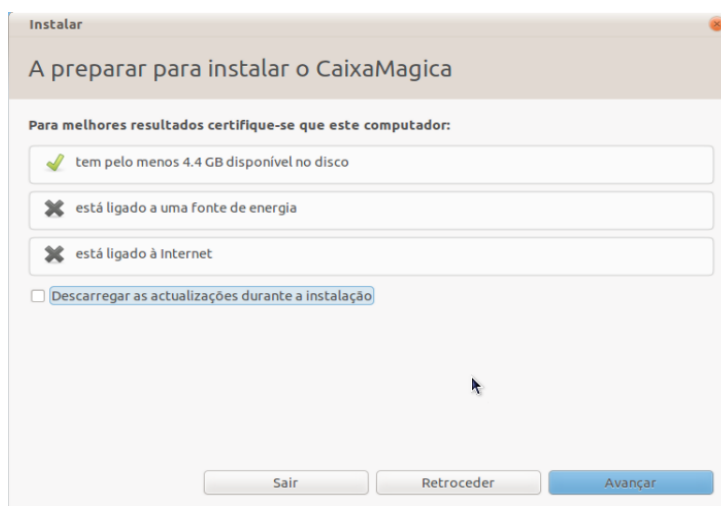 Instalar
A preparar para instalar o CaixaMagica
Para melhores resultados certifique-se que este computador:
tem pelo menos 4.4 GB disponível no disco
está ligado a uma fonte de energia
está ligado à Internet
Descarregar as actualizações durante a instalação
Sair Retroceder Avançar